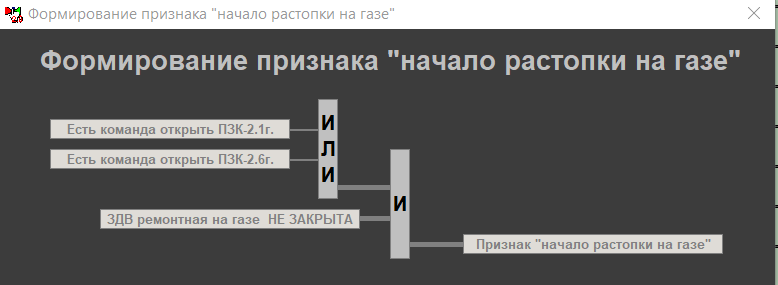 Формирование признака "начало растопки на газе"
Формирование признака "начало растопки на газе"
Есть команда открыть ПЗК-2.1г.
Есть команда открыть ПЗК-2.6г.
ИЛИ
ЗДВ ремонтная на газе НЕ ЗАКРЫТА
И
Признак "начало растопки на газе"